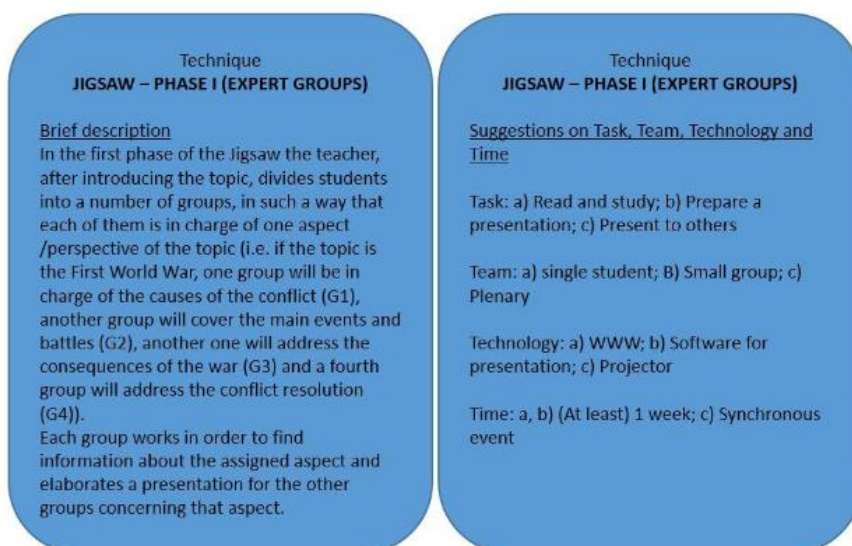 Technique
JIGSAW – PHASE I (EXPERT GROUPS)
Brief description
In the first phase of the Jigsaw the teacher,
after introducing the topic, divides students
into a number of groups, in such a way that
each of them is in charge of one aspect
/perspective of the topic (i.e. if the topic is
the First World War, one group will be in
charge of the causes of the conflict (G1),
another group will cover the main events and
battles (G2), another one will address the
consequences of the war (G3) and a fourth
group will address the conflict resolution
(G4)).
Each group works in order to find
information about the assigned aspect and
elaborates a presentation for the other
groups concerning that aspect.
Technique
JIGSAW – PHASE I (EXPERT GROUPS)
Suggestions on Task, Team, Technology and
Time
Task: a) Read and study; b) Prepare a
presentation; c) Present to others
Team: a) single student; B) Small group; c)
Plenary
Technology: a) WWW; b) Software for
presentation; c) Projector
Time: a, b) (At least) 1 week; c) Synchronous
event